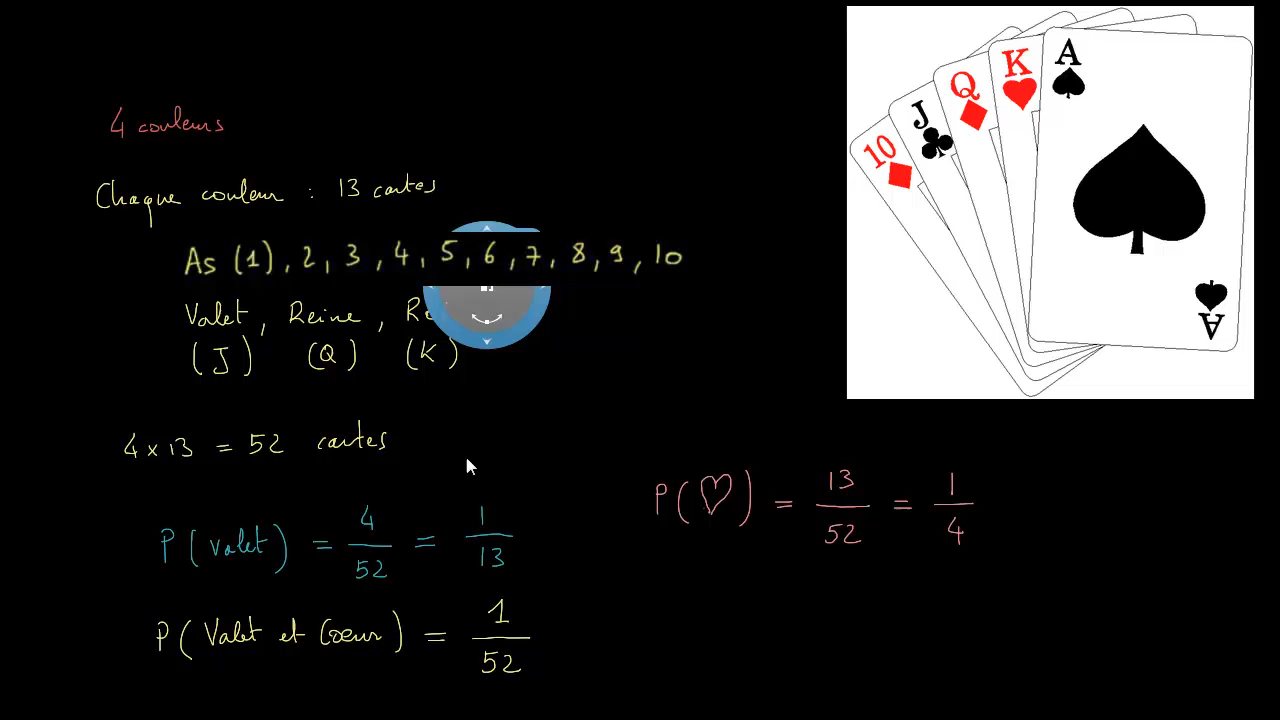 4 couleurs
Chaque couleur : 13 cartes
As (1), 2, 3, 4, 5, 6, 7, 8, 9, 10
Valet, Reine,
(J) (Q) (K)
4 x 13 = 52 cartes
P(valet) = 4/52 = 1/13
P(Valet et Coeur) = 1/52
P(♡) = 13/52 = 1/4
10
J
Q
K
A
A